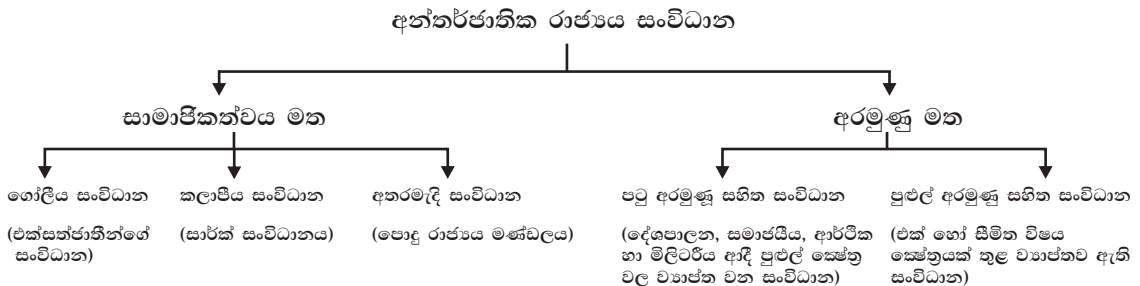 අන්තර්ජාතික රාජ්‍යය සංවිධාන
සාමාජිකත්වය මත
අරමුණු මත
ගෝලීය සංවිධාන
කලාපීය සංවිධාන
අතරමැදි සංවිධාන
පටු අරමුණූ සහිත සංවිධාන
පුළුල් අරමුණු සහිත සංවිධාන
(එක්සත්ජාතීන්ගේ
සංවිධාන)
(සාර්ක් සංවිධානය)
(පොදු රාජ්‍යය මණ්ඩලය)
(දේශපාලන, සමාජයීය, ආර්ථික
හා මිලිටරීය ආදී පුළුල් ක්‍ෂේත්‍ර
වල ව්‍යාප්ත වන සංවිධාන)
(එක් හෝ සීමිත විෂය
ක්‍ෂේත්‍රයක් තුළ ව්‍යාප්තව ඇති
සංවිධාන)